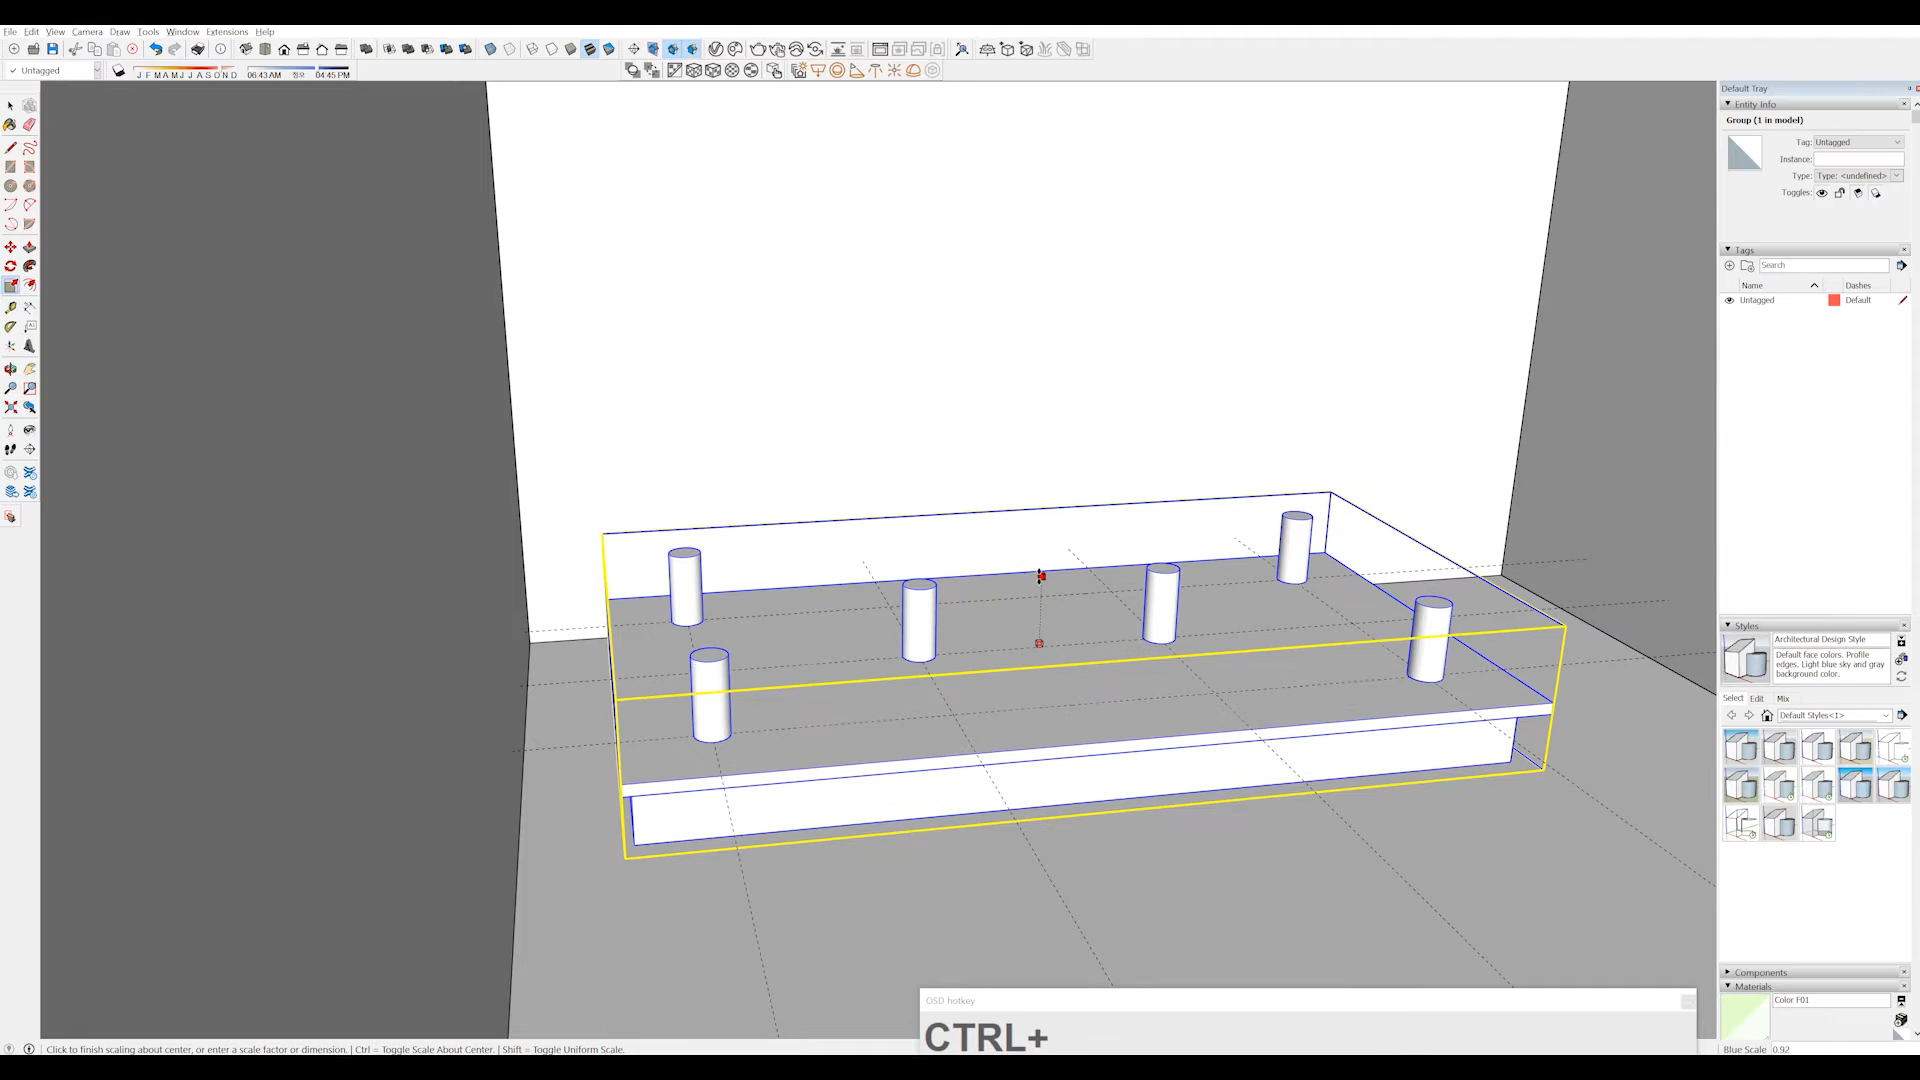 File Edit View Camera Draw Tools Window Extensions Help
Untagged
J F M A M J J A S O N D 06:43 AM 정오 04:45 PM
Default Tray
Entity Info
Group (1 in model)
Tag: Untagged
Instance:
Type: Type: <undefined>
Toggles:
Tags
Search
Name Dashes
Untagged Default
Styles
Architectural Design Style
Default face colors. Profile
edges. Light blue sky and gray
background color.
Select Edit Mix
Default Styles<1>
Components
Materials
Color F01
OSD hotkey
CTRL+
Click to finish scaling about center, or enter a scale factor or dimension. | Ctrl = Toggle Scale About Center. | Shift = Toggle Uniform Scale.
Blue Scale 0.92